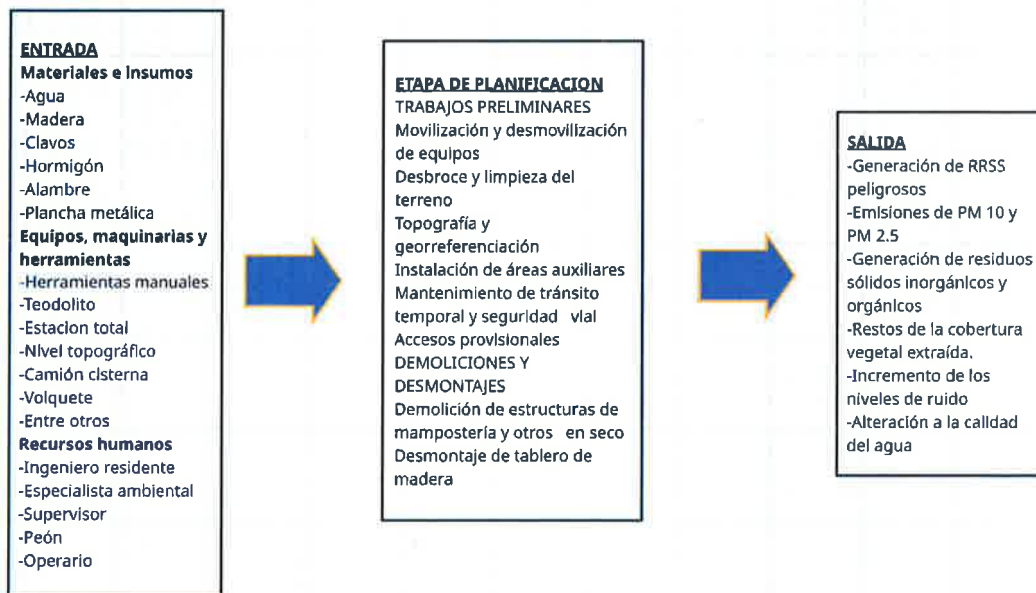 ENTRADA
Materiales e Insumos
-Agua
-Madera
-Clavos
-Hormigón
-Alambre
-Plancha metálica
Equipos, maquinarias y
herramientas
-Herramientas manuales
-Teodolito
-Estacion total
-Nivel topográfico
-Camión cisterna
-Volquete
-Entre otros
Recursos humanos
-Ingeniero residente
-Especialista ambiental
-Supervisor
-Peón
-Operario
ETAPA DE PLANIFICACION
TRABAJOS PRELIMINARES
Movilización y desmovilización
de equipos
Desbroce y limpieza del
terreno
Topografía y
georreferenciación
Instalación de áreas auxiliares
Mantenimiento de tránsito
temporal y seguridad vial
Accesos provisionales
DEMOLICIONES Y
DESMONTAJES
Demolición de estructuras de
mampostería y otros en seco
Desmontaje de tablero de
madera
SALIDA
-Generación de RRSS
peligrosos
-Emisiones de PM 10 y
PM 2.5
-Generación de residuos
sólidos inorgánicos y
orgánicos
-Restos de la cobertura
vegetal extraída.
-Incremento de los
niveles de ruido
-Alteración a la calidad
del agua